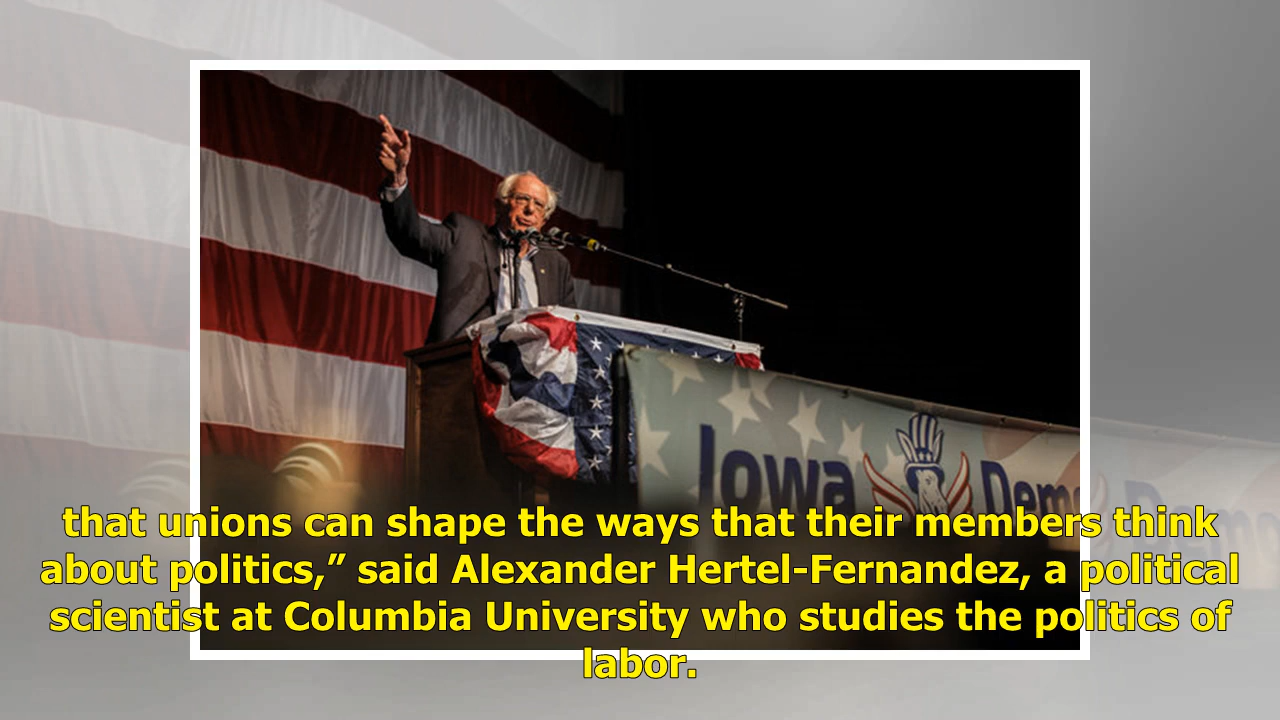 Iowa Dem
that unions can shape the ways that their members think
about politics,” said Alexander Hertel-Fernandez, a political
scientist at Columbia University who studies the politics of
labor.